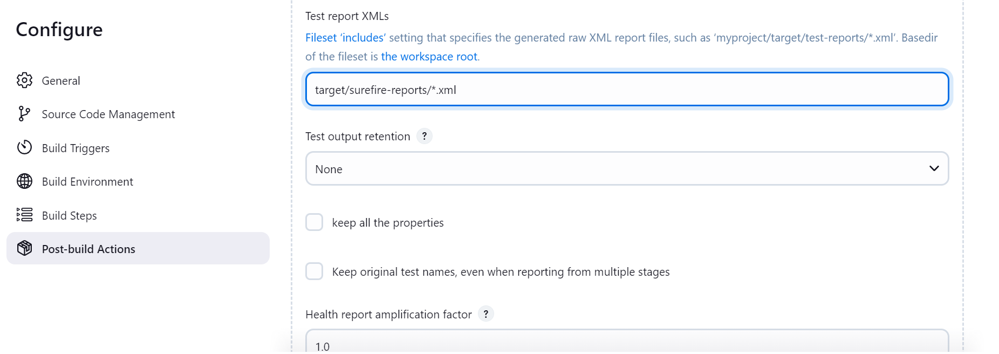 Configure
General
Source Code Management
Build Triggers
Build Environment
Build Steps
Post-build Actions
Test report XMLs
Fileset ‘includes’ setting that specifies the generated raw XML report files, such as ‘myproject/target/test-reports/*.xml’. Basedir
of the fileset is the workspace root.
target/surefire-reports/*.xml
Test output retention ?
None
keep all the properties
Keep original test names, even when reporting from multiple stages
Health report amplification factor ?
1.0